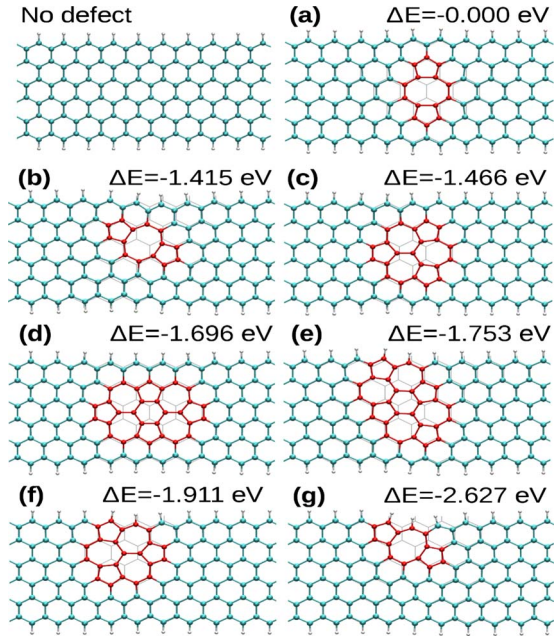 No defect
(a) ΔE=-0.000 eV
(b) ΔE=-1.415 eV
(c) ΔE=-1.466 eV
(d) ΔE=-1.696 eV
(e) ΔE=-1.753 eV
(f) ΔE=-1.911 eV
(g) ΔE=-2.627 eV